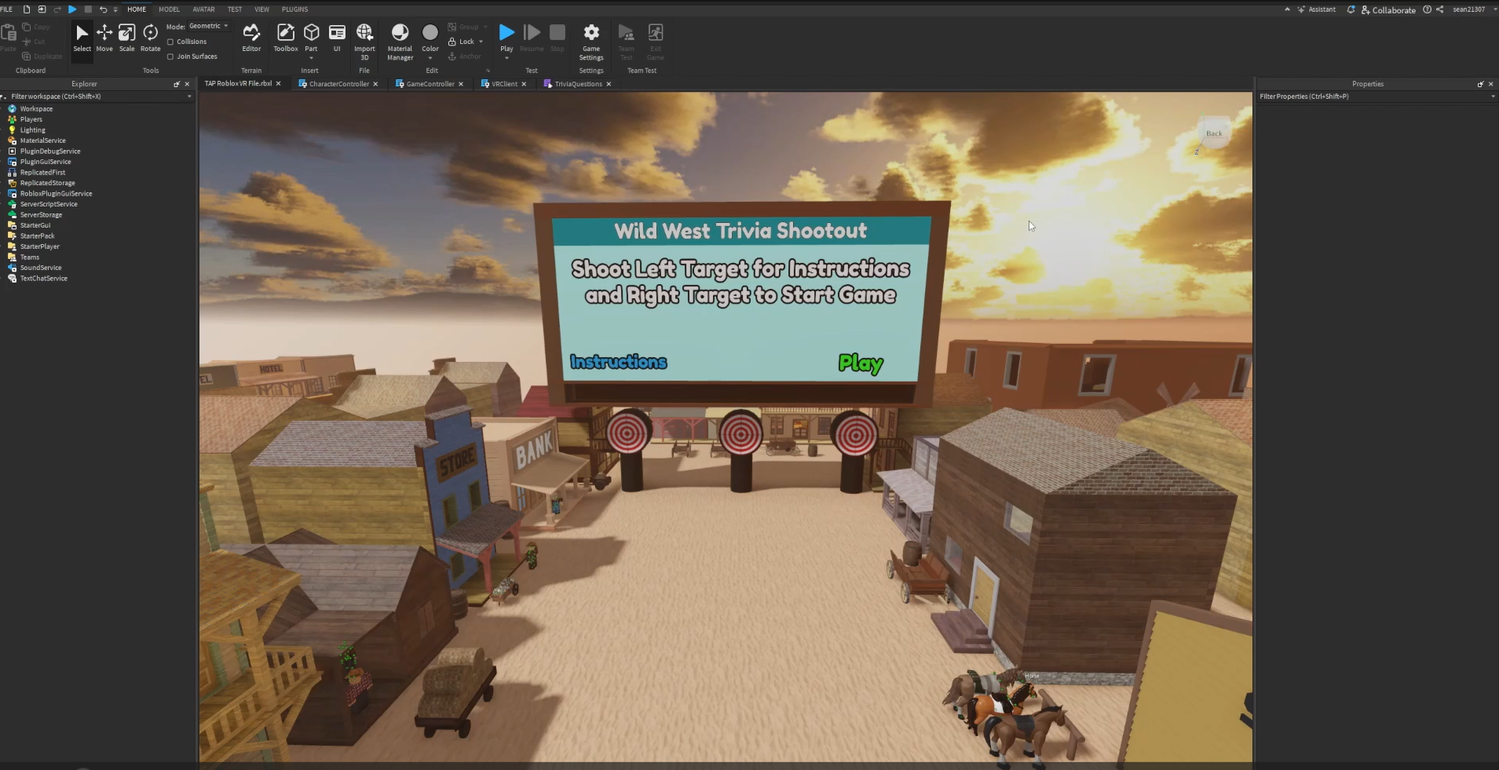 FILE HOME MODEL AVATAR TEST VIEW PLUGINS Assistant Collaborate sean21307
Paste Copy Cut Duplicate Select Move Scale Rotate Mode: Geometric Collisions Join Surfaces Editor Toolbox Part UI Import 3D Material Manager Color Group Lock Anchor Play Resume Stop Game Settings Team Test Exit Game
Clipboard Tools Terrain Insert File Edit Test Settings Team Test
Explorer TAP Roblox VR File.rbxl CharacterController GameController VRClient TriviaQuestions Properties
Filter workspace (Ctrl+Shift+X) Filter Properties (Ctrl+Shift+P)
Workspace
Players
Lighting
MaterialService
PluginDebugService
PluginGuiService
ReplicatedFirst
ReplicatedStorage
RobloxPluginGuiService
ServerScriptService
ServerStorage
StarterGui
StarterPack
StarterPlayer
Teams
SoundService
TextChatService
Back
Z
Wild West Trivia Shootout
Shoot Left Target for Instructions
and Right Target to Start Game
Instructions Play
HOTEL
STORE
BANK